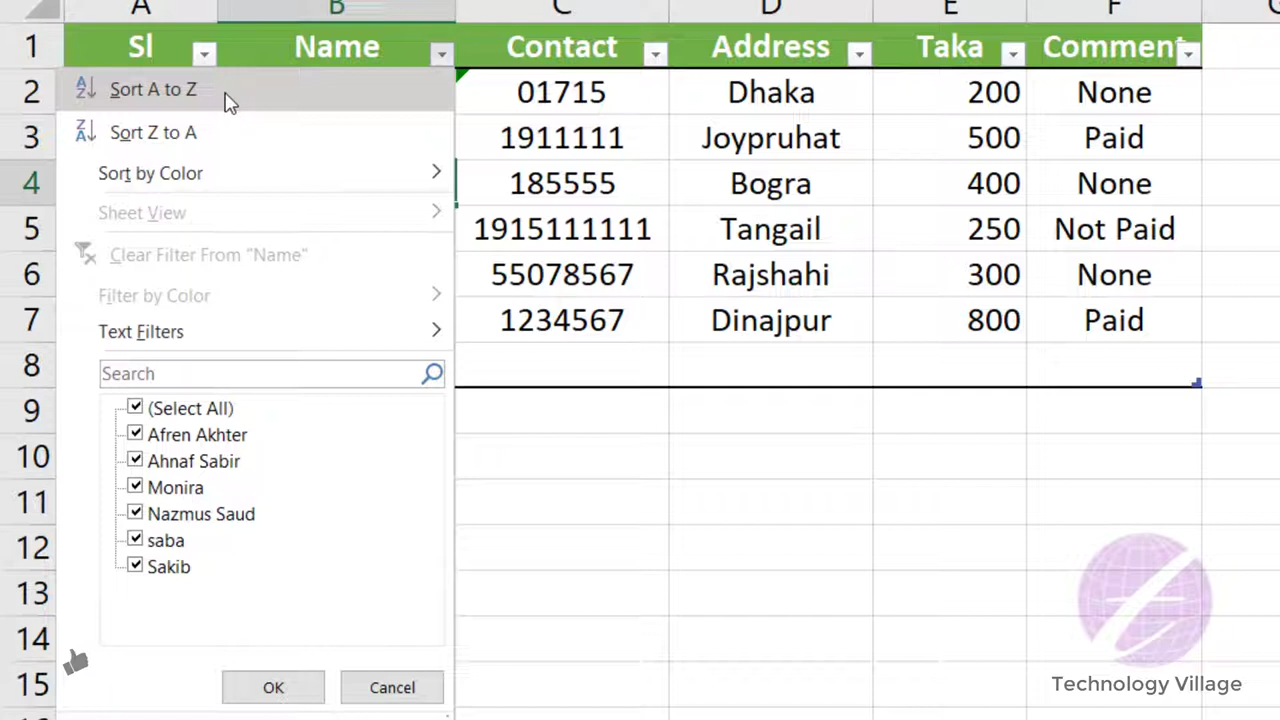 A B C D E F G
1 Sl Name Contact Address Taka Comment
Sort A to Z
Sort Z to A
Sort by Color
Sheet View
Clear Filter From "Name"
Filter by Color
Text Filters
Search
(Select All)
Afren Akhter
Ahnaf Sabir
Monira
Nazmus Saud
saba
Sakib
OK Cancel
2 01715 Dhaka 200 None
3 1911111 Joypruhat 500 Paid
4 185555 Bogra 400 None
5 1915111111 Tangail 250 Not Paid
6 55078567 Rajshahi 300 None
7 1234567 Dinajpur 800 Paid
8
9
10
11
12
13
14
15
Technology Village